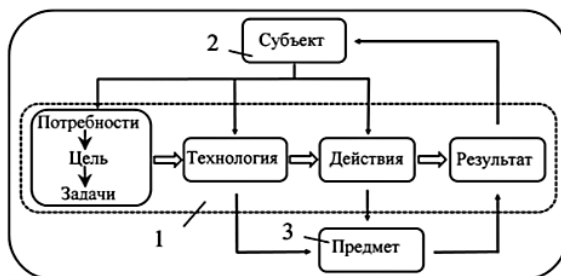 2
Субъект
Потребности
Цель
Задачи
Технология
Действия
Результат
1
3
Предмет